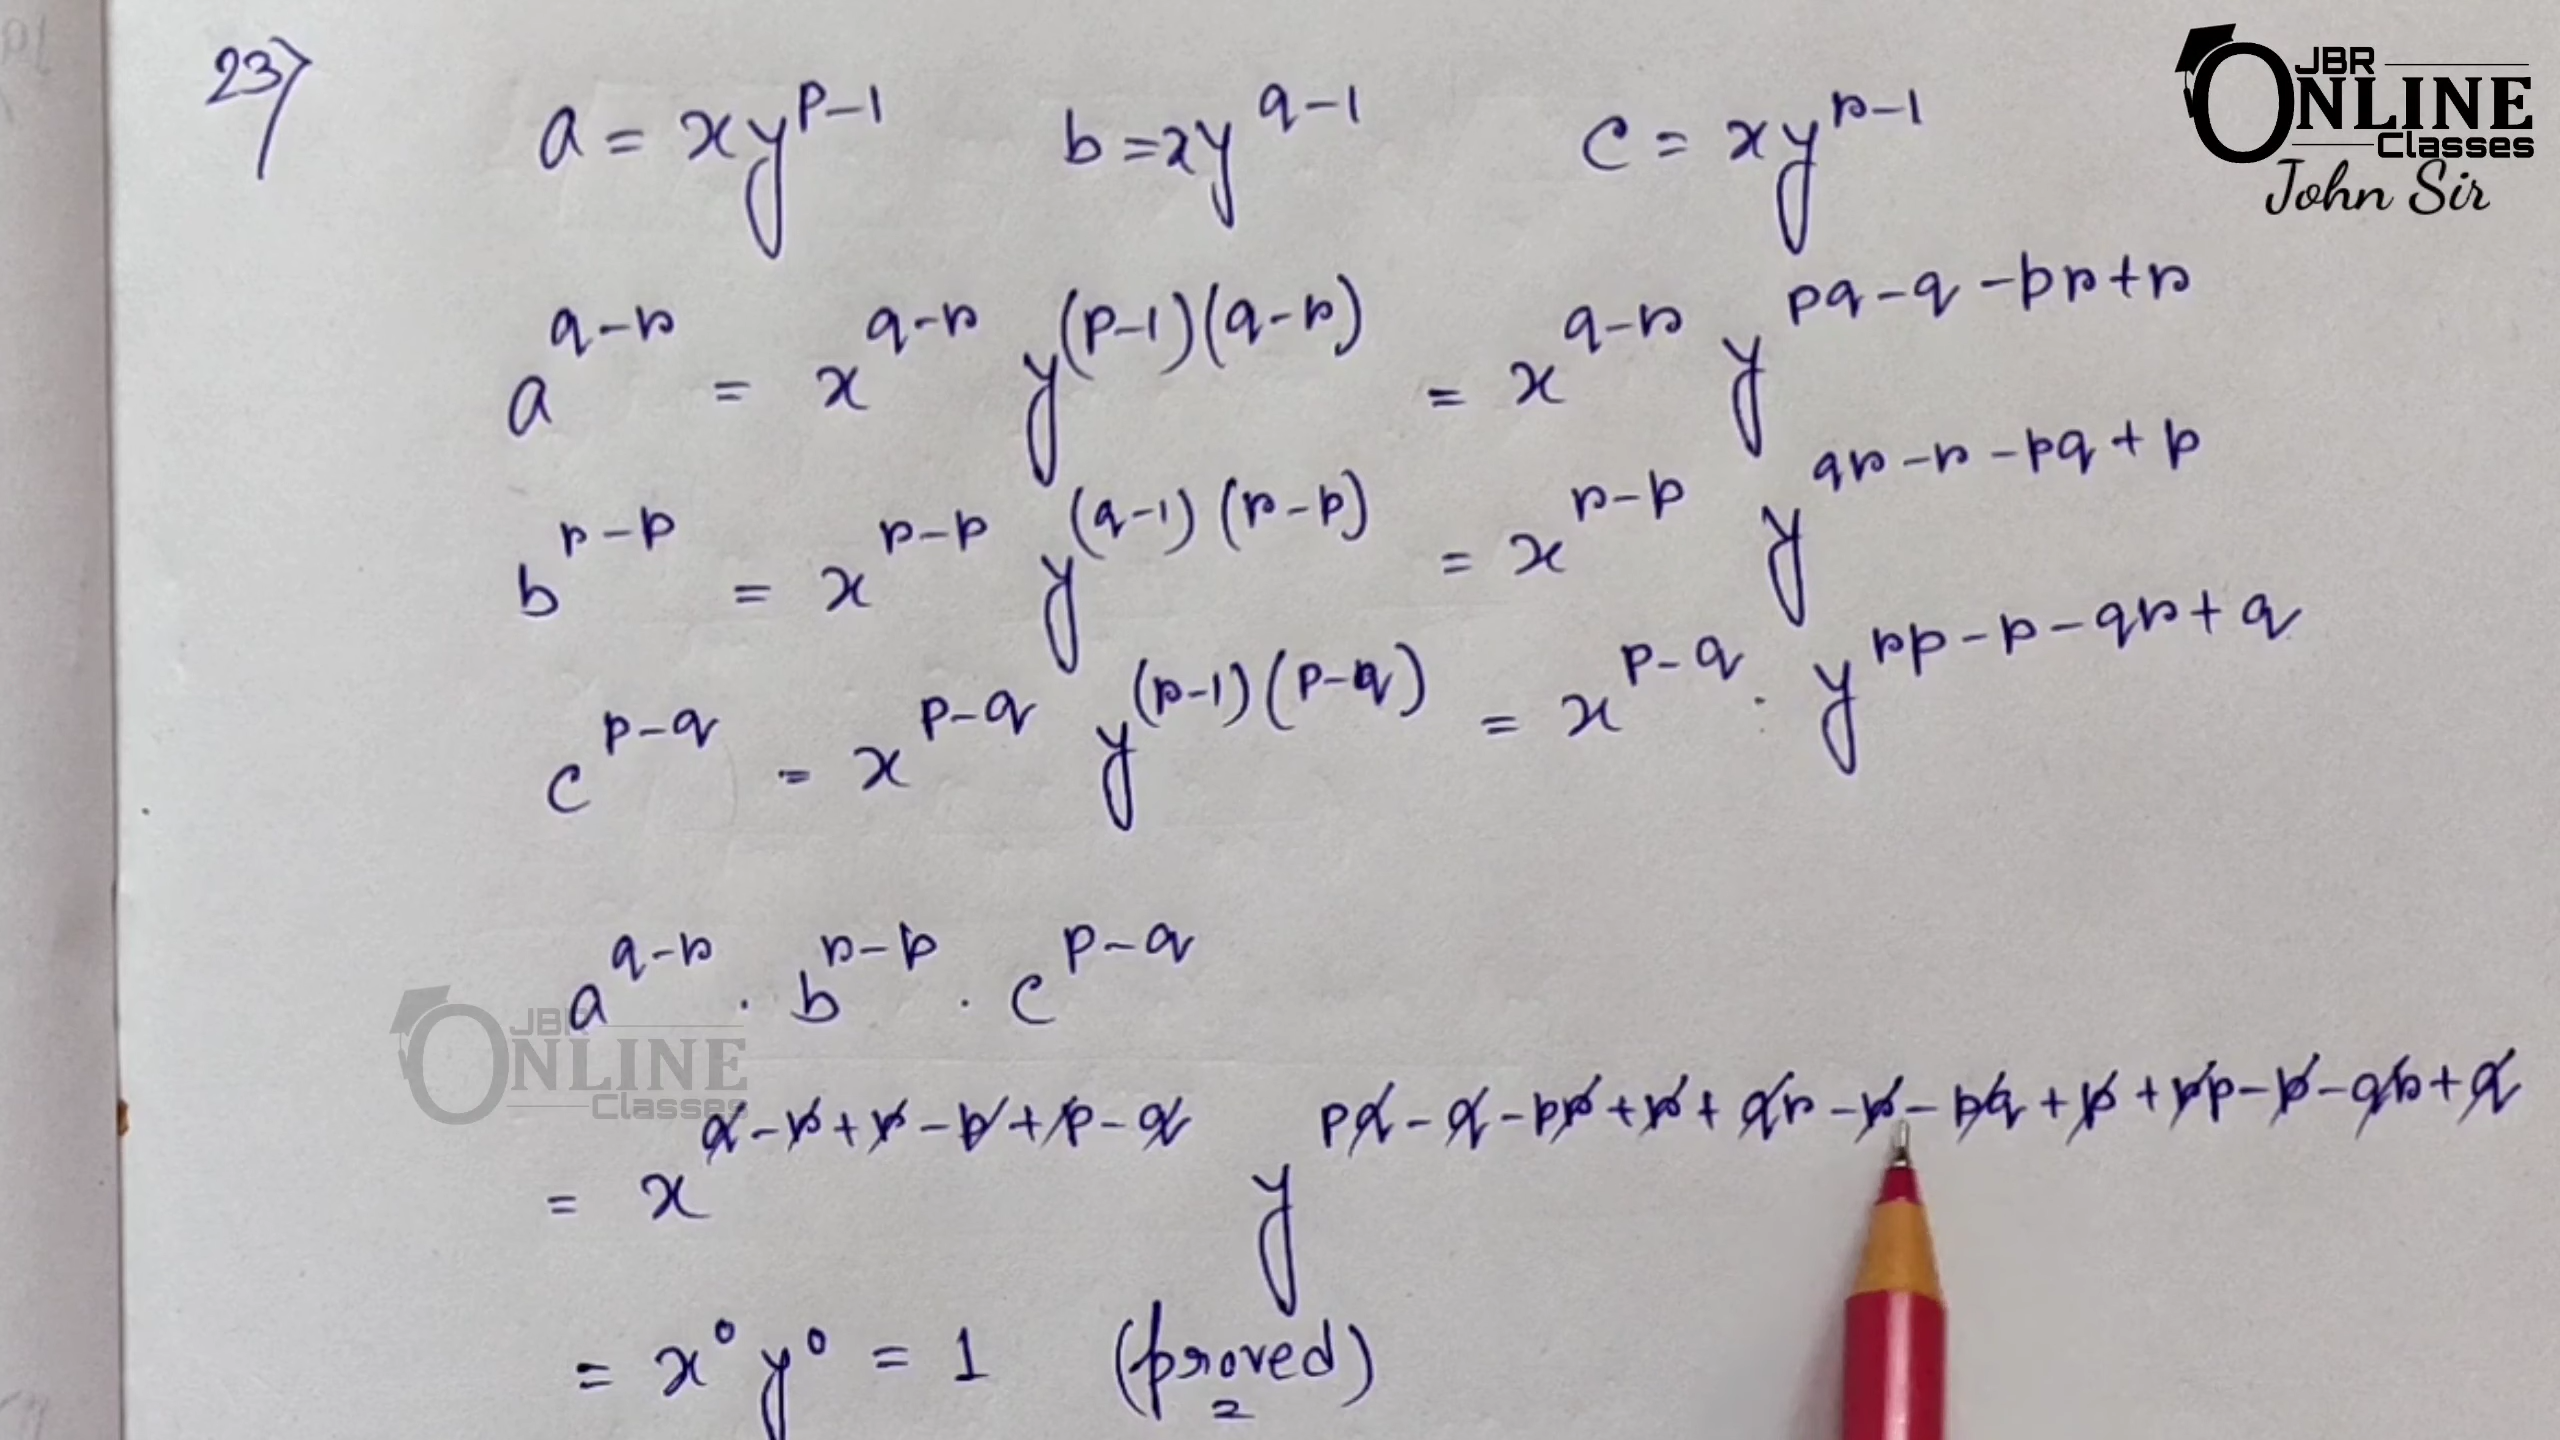 JBR
ONLINE
Classes
John Sir
23) a = xy^{p-1} b = xy^{q-1} c = xy^{r-1}
a^{q-r} = x^{q-r} y^{(p-1)(q-r)} = x^{q-r} y^{pq-q-pr+r}
b^{r-p} = x^{r-p} y^{(q-1)(r-p)} = x^{r-p} y^{qr-r-pq+p}
c^{p-q} = x^{p-q} y^{(r-1)(p-q)} = x^{p-q} . y^{rp-p-qr+q}
a^{q-r} . b^{r-p} . c^{p-q}
JBR
ONLINE
Classes
= x^{q-r+r-p+p-q} y^{pq-q-pr+r+qr-r-pq+p+rp-p-qr+q}
= x^0 y^0 = 1 (proved)